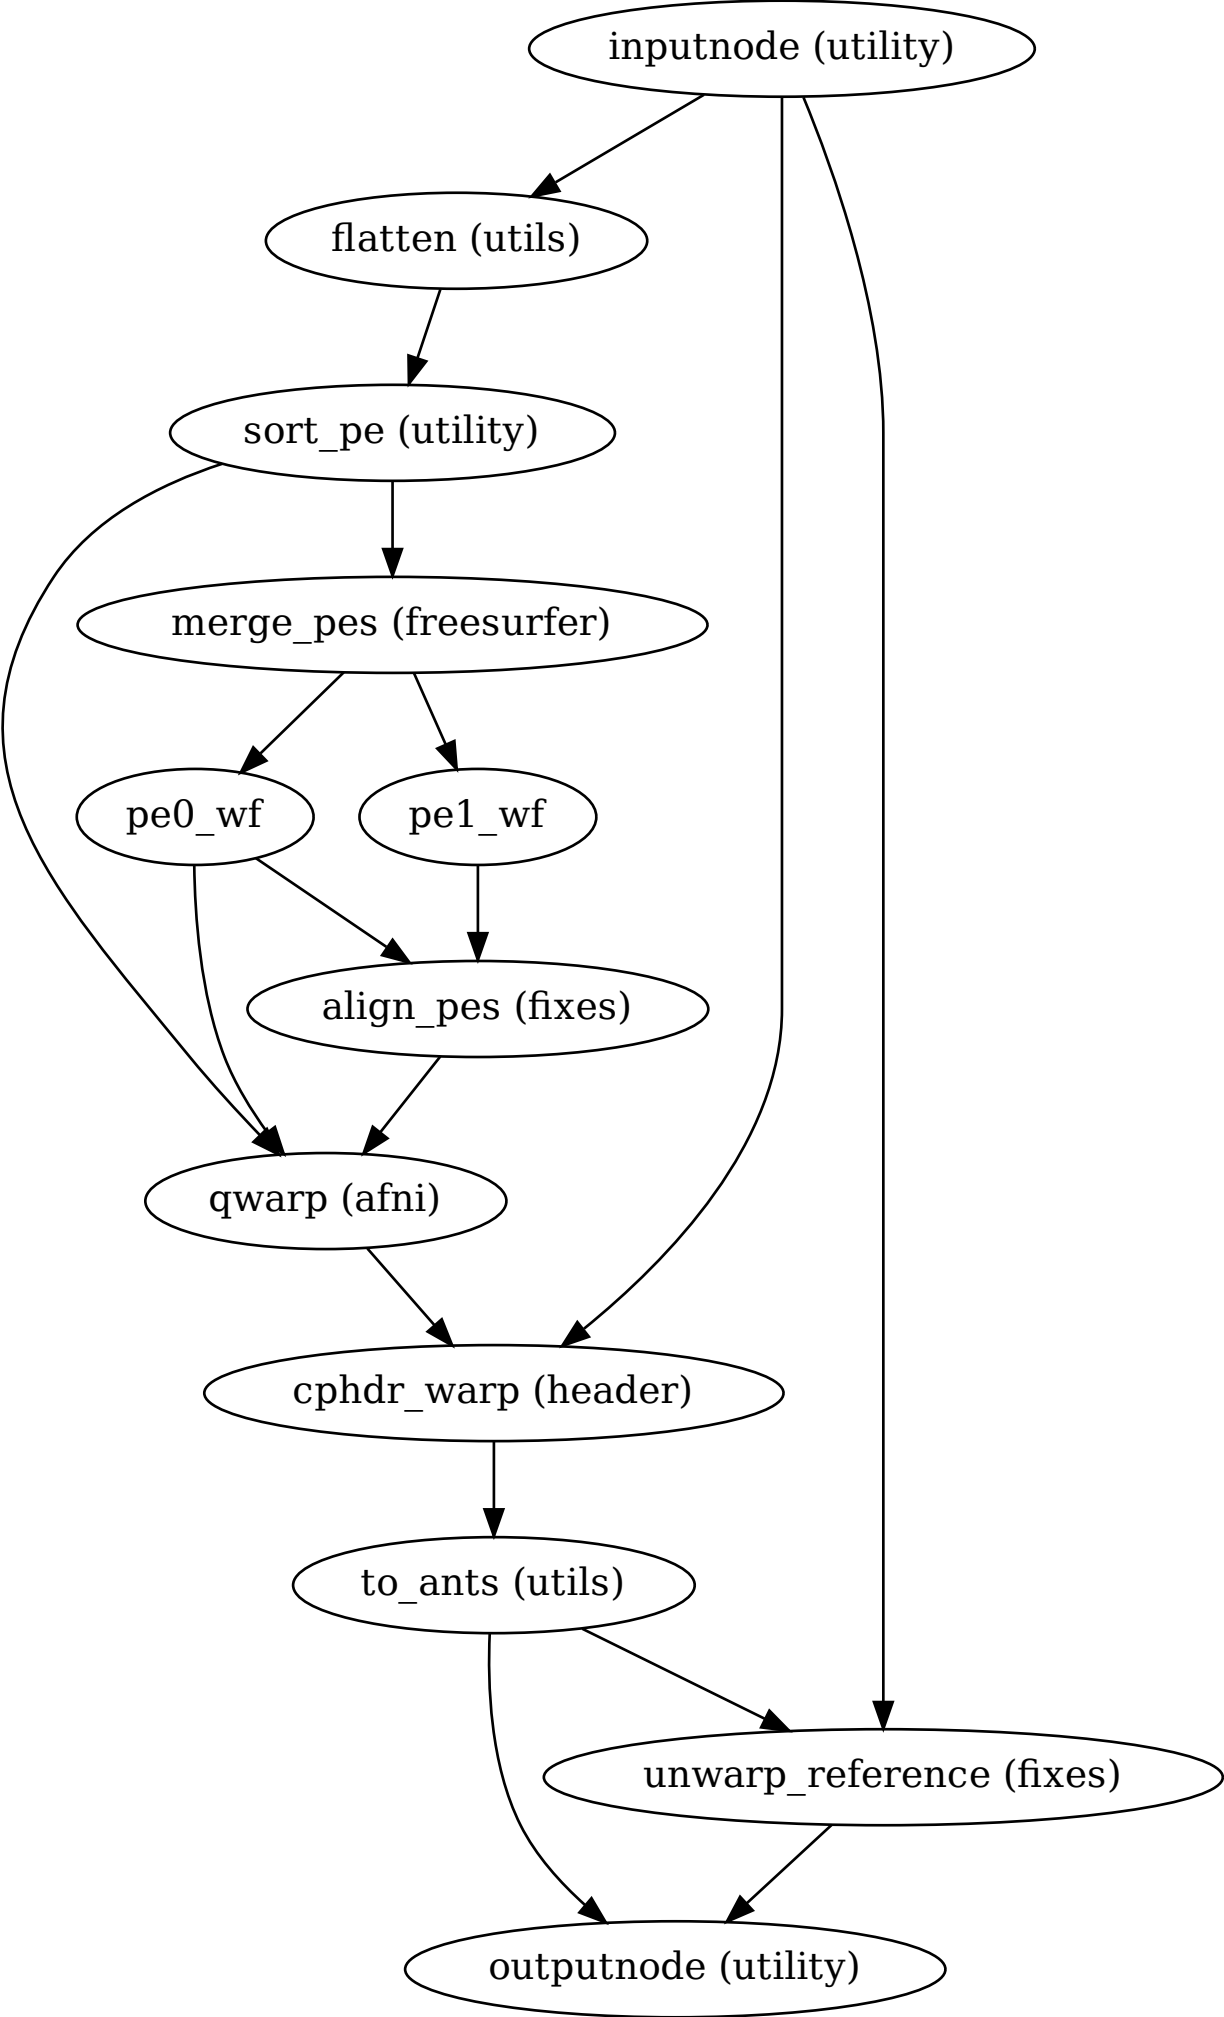 inputnode (utility)
flatten (utils)
sort_pe (utility)
merge_pes (freesurfer)
pe0_wf
pe1_wf
align_pes (fixes)
qwarp (afni)
cphdr_warp (header)
to_ants (utils)
unwarp_reference (fixes)
outputnode (utility)